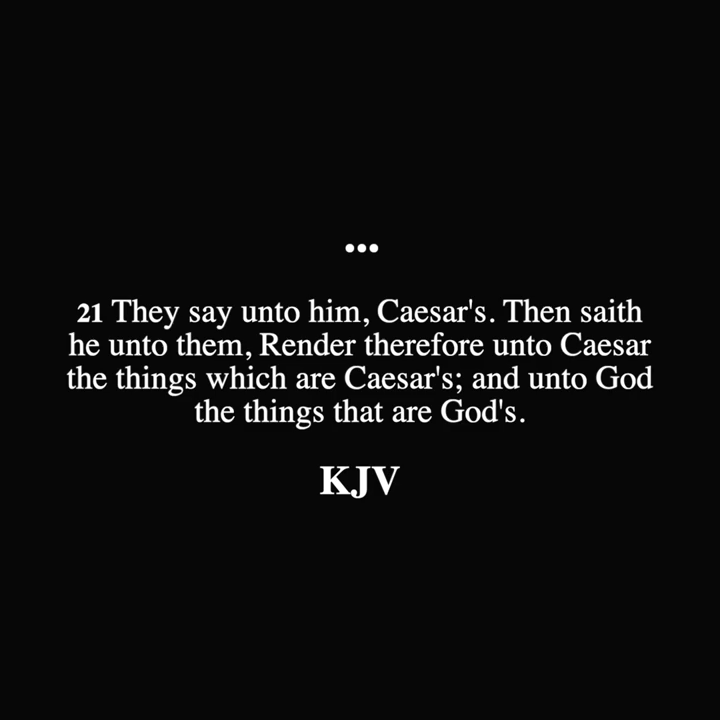 ...
21 They say unto him, Caesar's. Then saith
he unto them, Render therefore unto Caesar
the things which are Caesar's; and unto God
the things that are God's.
KJV